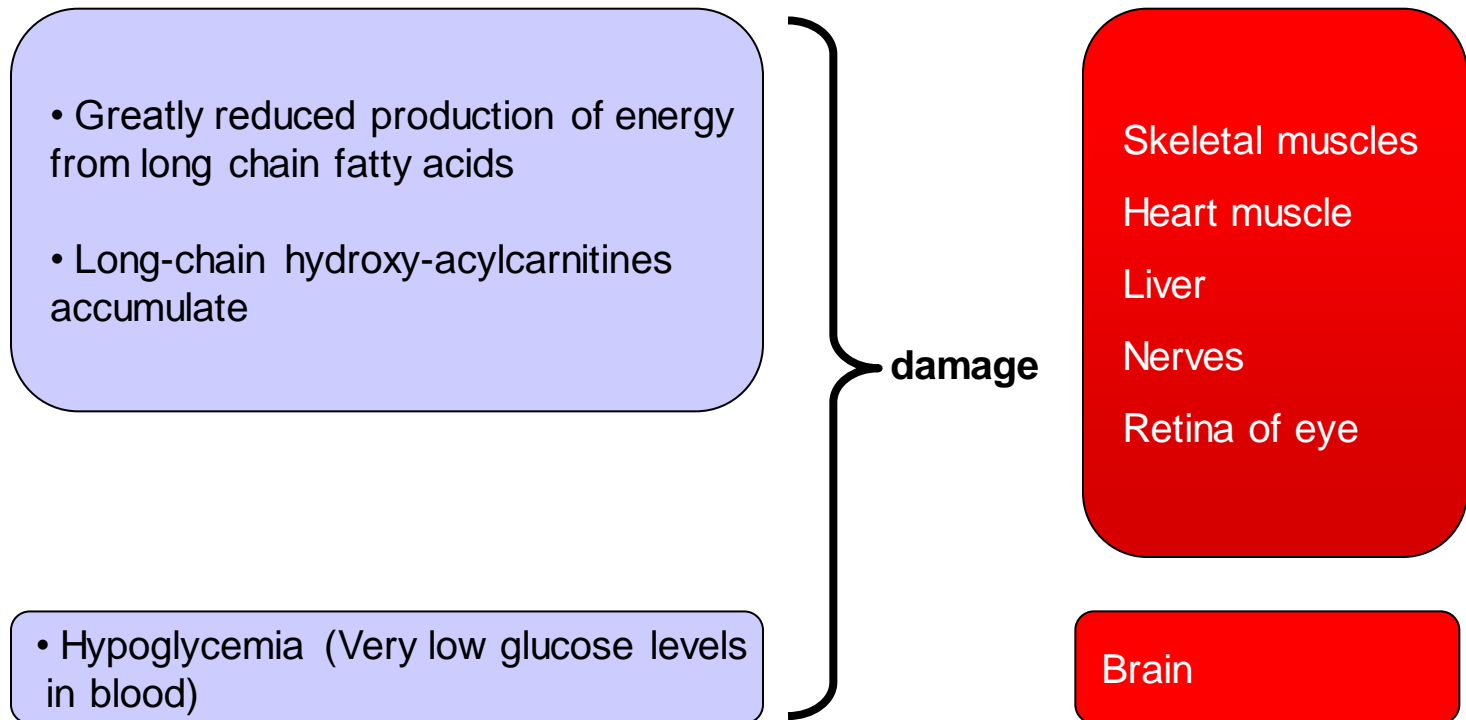 • Greatly reduced production of energy
from long chain fatty acids
• Long-chain hydroxy-acylcarnitines
accumulate
• Hypoglycemia (Very low glucose levels
in blood)
damage
Skeletal muscles
Heart muscle
Liver
Nerves
Retina of eye
Brain